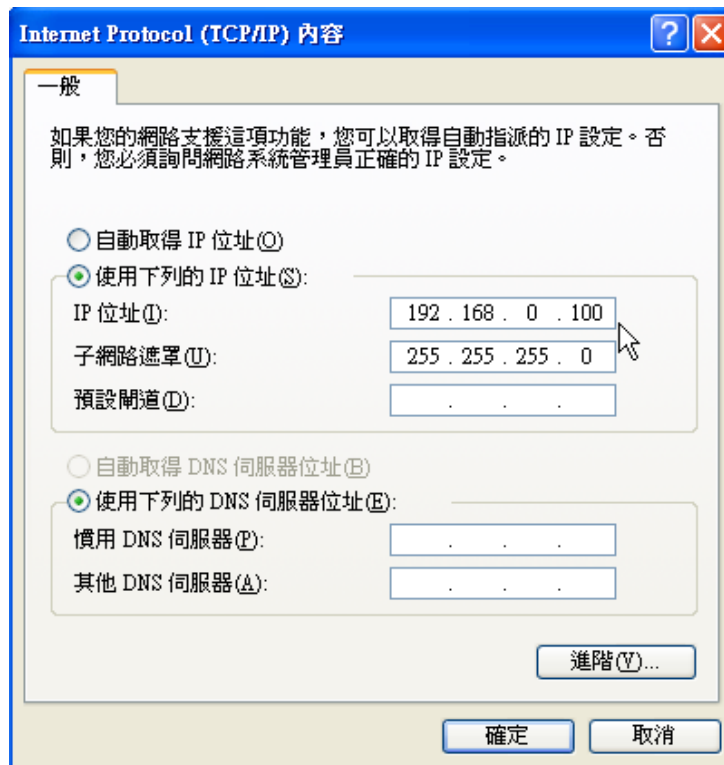 Internet Protocol (TCP/IP) 內容
一般
如果您的網路支援這項功能，您可以取得自動指派的 IP 設定。否
則，您必須詢問網路系統管理員正確的 IP 設定。
自動取得 IP 位址(O)
使用下列的 IP 位址(S):
IP 位址(I): 192 . 168 . 0 . 100
子網路遮罩(U): 255 . 255 . 255 . 0
預設閘道(D): . . .
自動取得 DNS 伺服器位址(B)
使用下列的 DNS 伺服器位址(E):
慣用 DNS 伺服器(P): . . .
其他 DNS 伺服器(A): . . .
進階(V)...
確定 取消